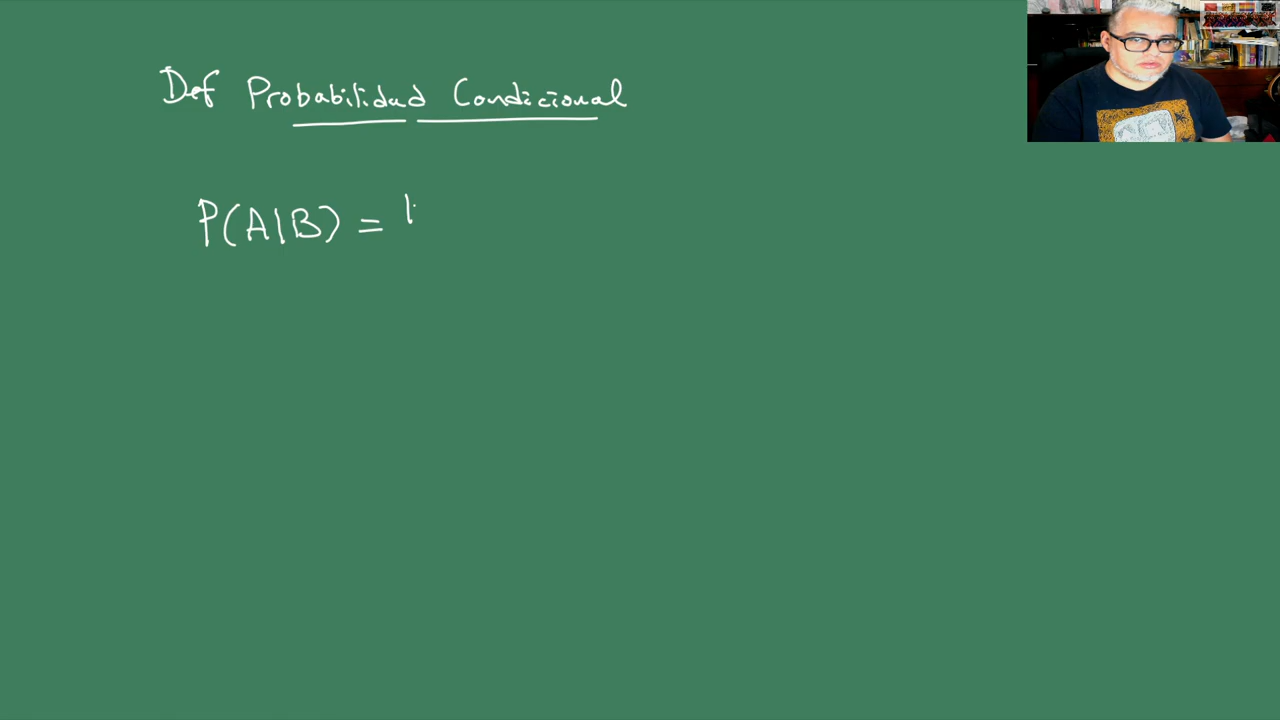 Def Probabilidad Condicional
P(A|B) =